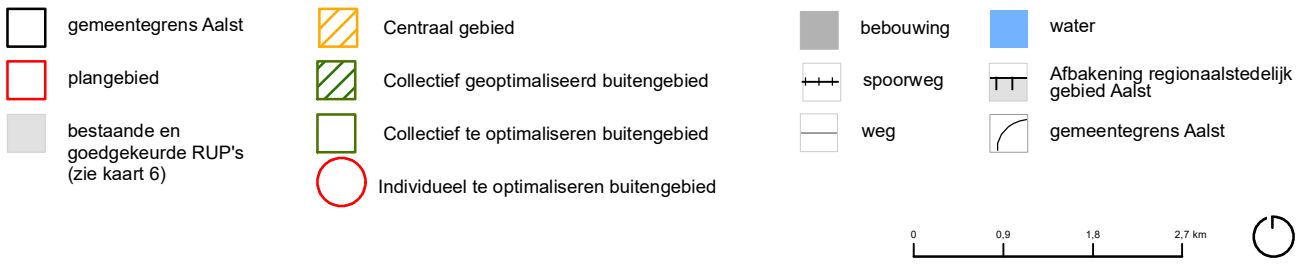 gemeentegrens Aalst
plangebied
bestaande en
goedgekeurde RUP's
(zie kaart 6)
Centraal gebied
Collectief geoptimaliseerd buitengebied
Collectief te optimaliseren buitengebied
Individueel te optimaliseren buitengebied
bebouwing
spoorweg
weg
water
Afbakening regionaalstedelijk
gebied Aalst
gemeentegrens Aalst
0 0,9 1,8 2,7 km